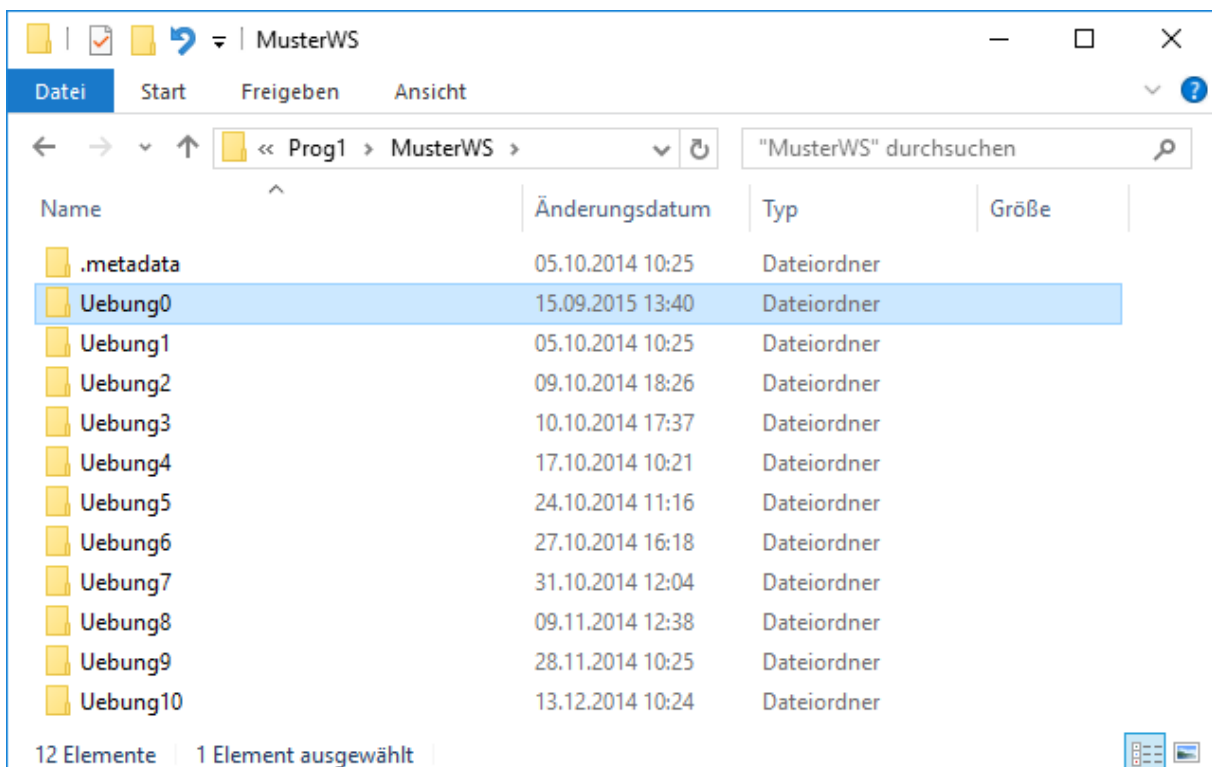 MusterWS
Datei Start Freigeben Ansicht
« Prog1 > MusterWS > "MusterWS" durchsuchen
Name Änderungsdatum Typ Größe
.metadata 05.10.2014 10:25 Dateiordner
Uebung0 15.09.2015 13:40 Dateiordner
Uebung1 05.10.2014 10:25 Dateiordner
Uebung2 09.10.2014 18:26 Dateiordner
Uebung3 10.10.2014 17:37 Dateiordner
Uebung4 17.10.2014 10:21 Dateiordner
Uebung5 24.10.2014 11:16 Dateiordner
Uebung6 27.10.2014 16:18 Dateiordner
Uebung7 31.10.2014 12:04 Dateiordner
Uebung8 09.11.2014 12:38 Dateiordner
Uebung9 28.11.2014 10:25 Dateiordner
Uebung10 13.12.2014 10:24 Dateiordner
12 Elemente 1 Element ausgewählt